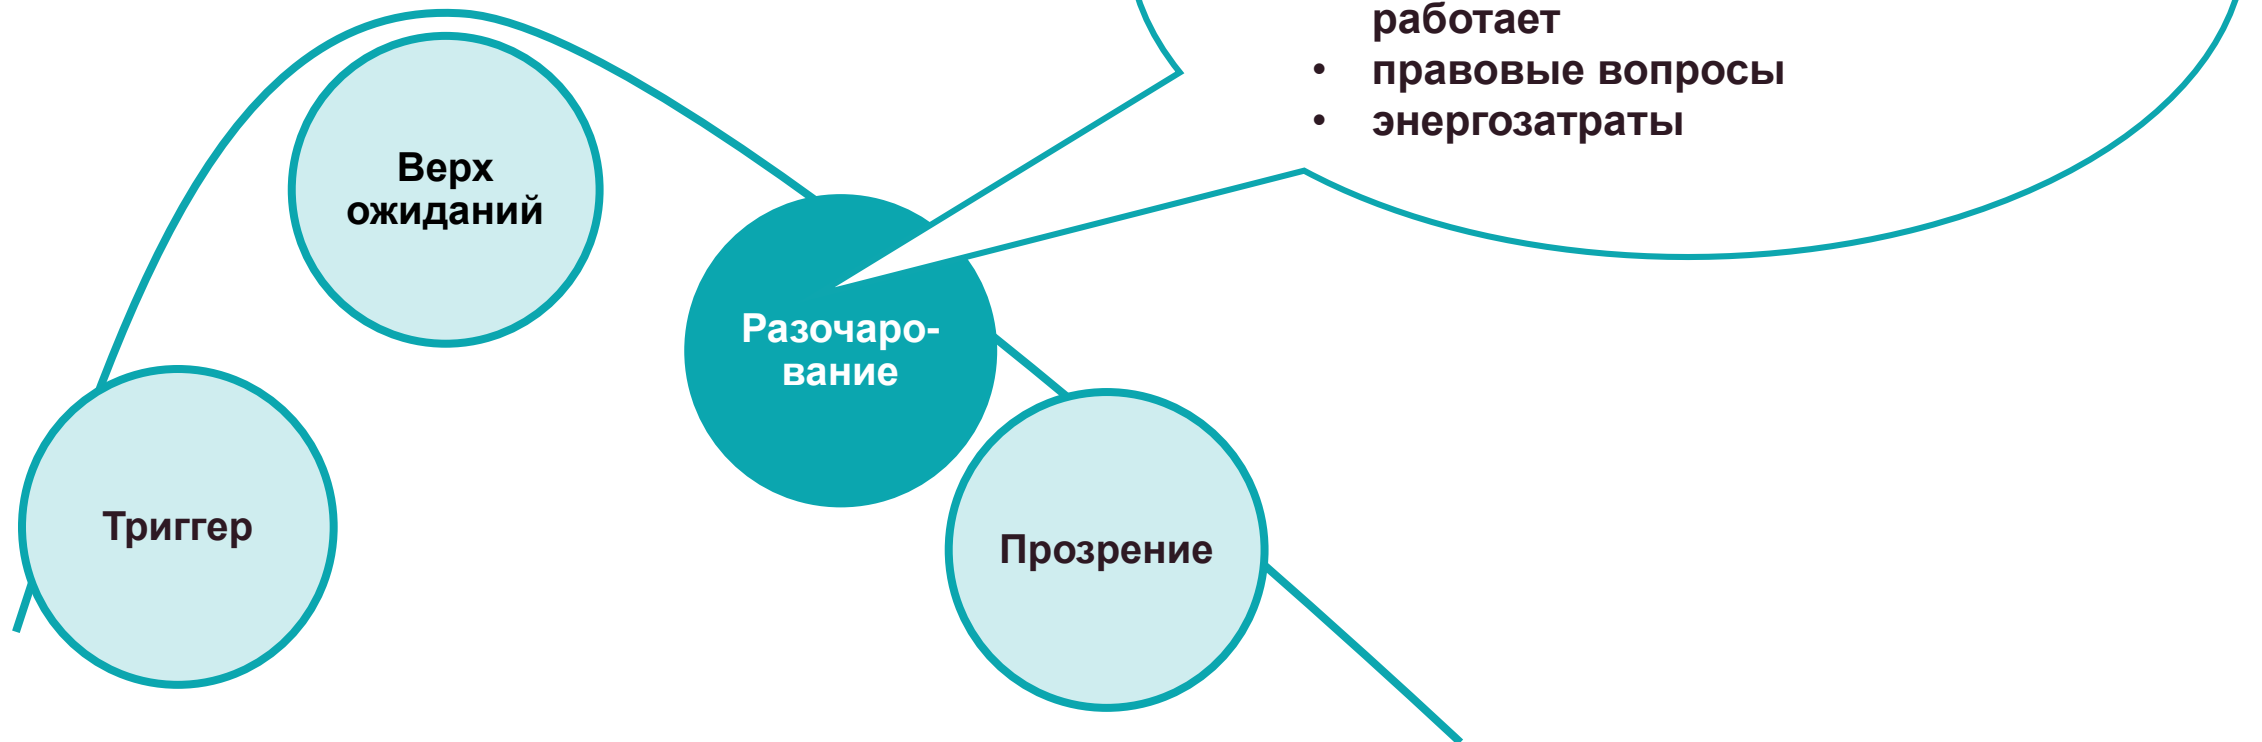 работает
• правовые вопросы
• энергозатраты
Верх
ожиданий
Разочаро-
вание
Триггер
Прозрение